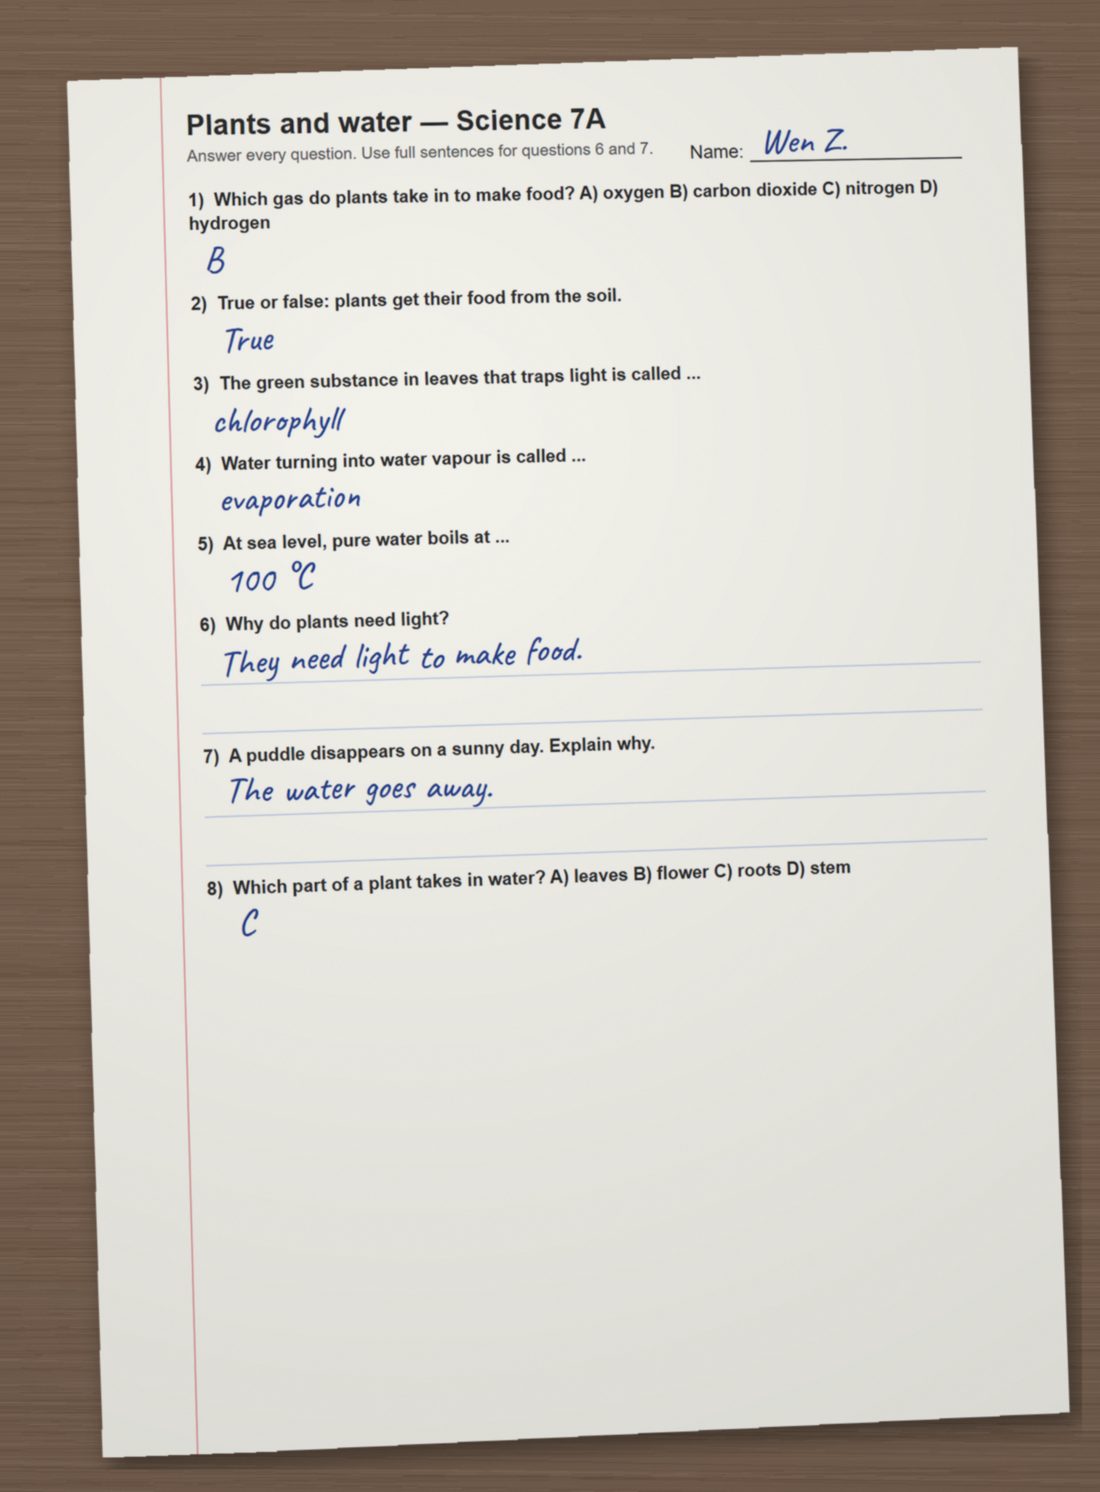 Plants and water — Science 7A
Answer every question. Use full sentences for questions 6 and 7.
Name: Wen Z.
1) Which gas do plants take in to make food? A) oxygen B) carbon dioxide C) nitrogen D)
hydrogen
B
2) True or false: plants get their food from the soil.
True
3) The green substance in leaves that traps light is called ...
chlorophyll
4) Water turning into water vapour is called ...
evaporation
5) At sea level, pure water boils at ...
100 °C
6) Why do plants need light?
They need light to make food.
7) A puddle disappears on a sunny day. Explain why.
The water goes away.
8) Which part of a plant takes in water? A) leaves B) flower C) roots D) stem
C